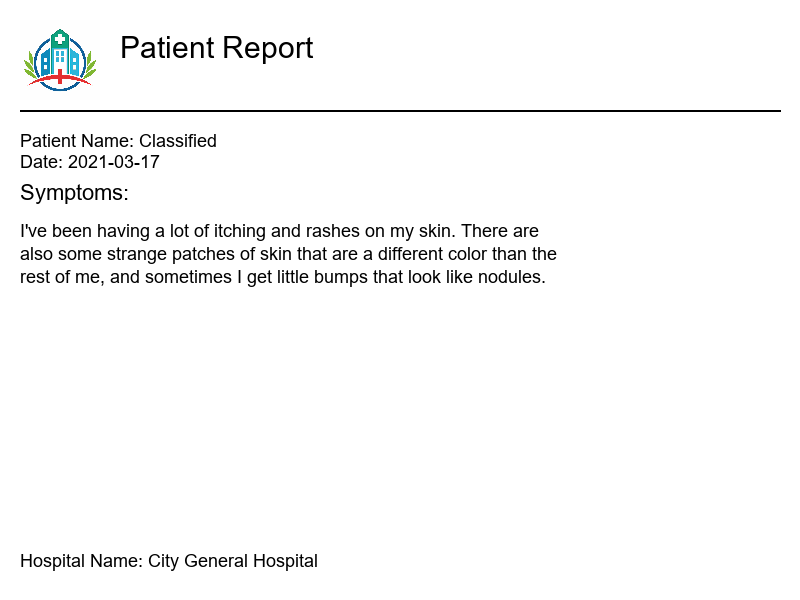 Patient Report
Patient Name: Classified
Date: 2021-03-17
Symptoms:
I've been having a lot of itching and rashes on my skin. There are
also some strange patches of skin that are a different color than the
rest of me, and sometimes I get little bumps that look like nodules.
Hospital Name: City General Hospital